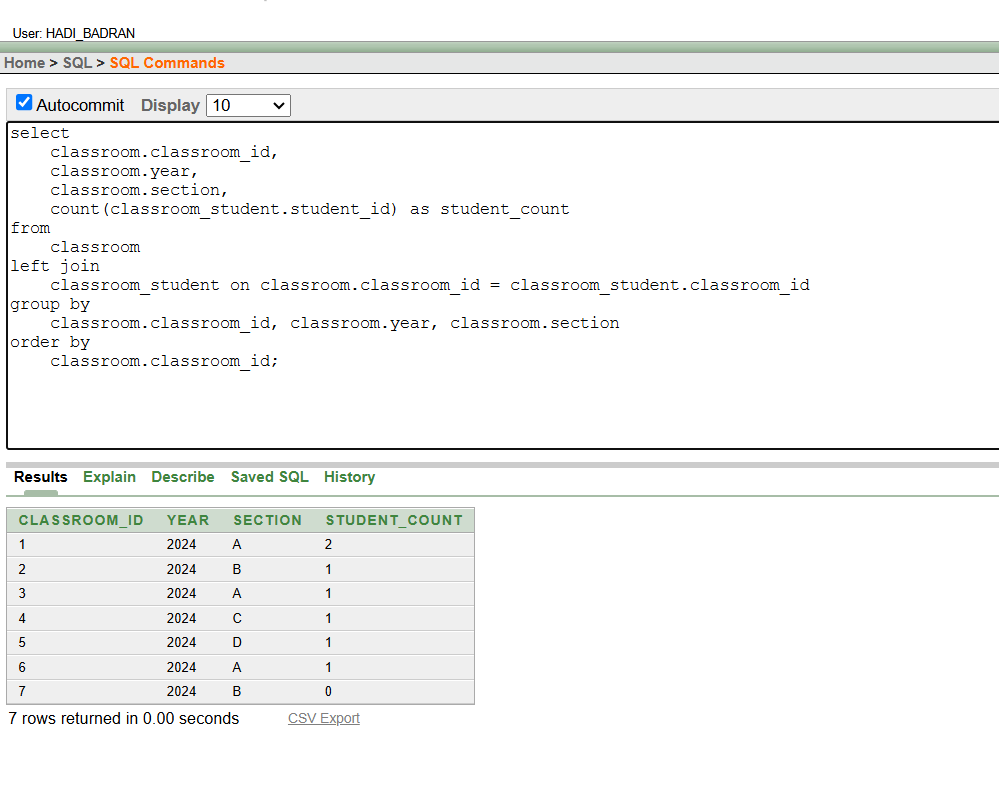 User: HADI_BADRAN
Home > SQL > SQL Commands
Autocommit Display 10
select
    classroom.classroom_id,
    classroom.year,
    classroom.section,
    count(classroom_student.student_id) as student_count
from
    classroom
left join
    classroom_student on classroom.classroom_id = classroom_student.classroom_id
group by
    classroom.classroom_id, classroom.year, classroom.section
order by
    classroom.classroom_id;
Results Explain Describe Saved SQL History
CLASSROOM_ID YEAR SECTION STUDENT_COUNT
1 2024 A 2
2 2024 B 1
3 2024 A 1
4 2024 C 1
5 2024 D 1
6 2024 A 1
7 2024 B 0
7 rows returned in 0.00 seconds CSV Export